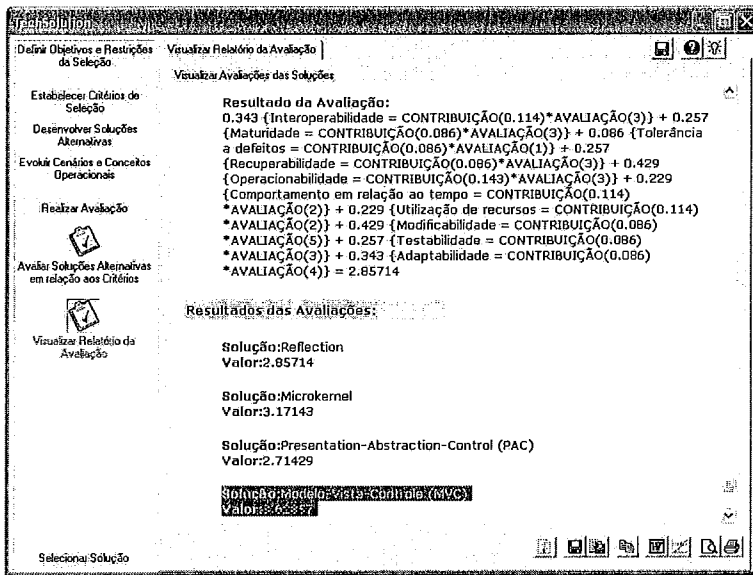 TechSolution
Definir Objetivos e Restrições
da Seleção
Estabelecer Critérios de
Seleção
Desenvolver Soluções
Alternativas
Evoluir Cenários e Conceitos
Operacionais
Realizar Avaliação
Avaliar Soluções Alternativas
em relação aos Critérios
Visualizar Relatório da
Avaliação
Selecionar Solução
Visualizar Relatório da Avaliação
Visualizar Avaliações das Soluções
Resultado da Avaliação:
0.343 {Interoperabilidade = CONTRIBUIÇÃO(0.114)*AVALIAÇÃO(3)} + 0.257
{Maturidade = CONTRIBUIÇÃO(0.086)*AVALIAÇÃO(3)} + 0.086 {Tolerância
a defeitos = CONTRIBUIÇÃO(0.086)*AVALIAÇÃO(1)} + 0.257
{Recuperabilidade = CONTRIBUIÇÃO(0.086)*AVALIAÇÃO(3)} + 0.429
{Operacionabilidade = CONTRIBUIÇÃO(0.143)*AVALIAÇÃO(3)} + 0.229
{Comportamento em relação ao tempo = CONTRIBUIÇÃO(0.114)
*AVALIAÇÃO(2)} + 0.229 {Utilização de recursos = CONTRIBUIÇÃO(0.114)
*AVALIAÇÃO(2)} + 0.429 {Modificabilidade = CONTRIBUIÇÃO(0.086)
*AVALIAÇÃO(5)} + 0.257 {Testabilidade = CONTRIBUIÇÃO(0.086)
*AVALIAÇÃO(3)} + 0.343 {Adaptabilidade = CONTRIBUIÇÃO(0.086)
*AVALIAÇÃO(4)} = 2.85714
Resultados das Avaliações:
Solução:Reflection
Valor:2.85714
Solução:Microkernel
Valor:3.17143
Solução:Presentation-Abstraction-Control (PAC)
Valor:2.71429
Solução:Modelo-Vista-Controle (MVC)
Valor: